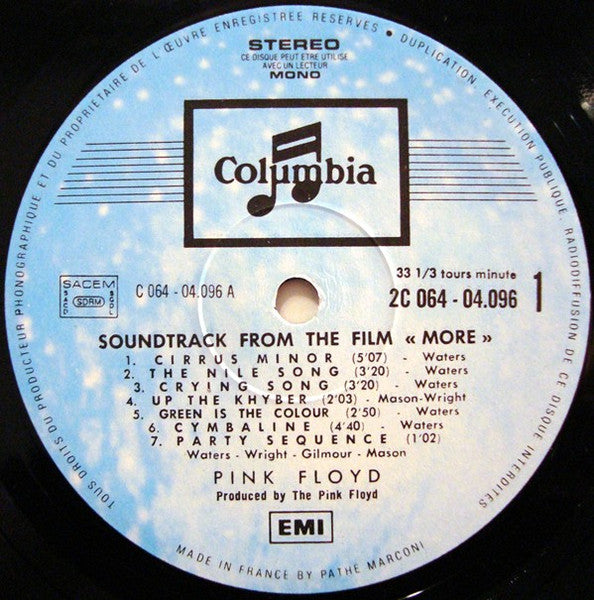 TOUS DROITS DU PRODUCTEUR PHONOGRAPHIQUE ET DU PROPRIETAIRE DE L'ŒUVRE ENREGISTREE RESERVES • DUPLICATION EXECUTION PUBLIQUE, RADIODIFFUSION DE CE DISQUE INTERDITES
STEREO
CE DISQUE PEUT ETRE UTILISE
AVEC UN LECTEUR
MONO
Columbia
SACEM
SACD SDRM SGDL
C 064 - 04.096 A
33 1/3 tours minute
2C 064 - 04.096 1
SOUNDTRACK FROM THE FILM « MORE »
1. CIRRUS MINOR (5'07) - Waters
2. THE NILE SONG (3'20) - Waters
3. CRYING SONG (3'20) - Waters
4. UP THE KHYBER (2'03) - Mason-Wright
5. GREEN IS THE COLOUR (2'50) - Waters
6. CYMBALINE (4'40) - Waters
7. PARTY SEQUENCE (1'02)
Waters - Wright - Gilmour - Mason
PINK FLOYD
Produced by The Pink Floyd
EMI
MADE IN FRANCE BY PATHE MARCONI